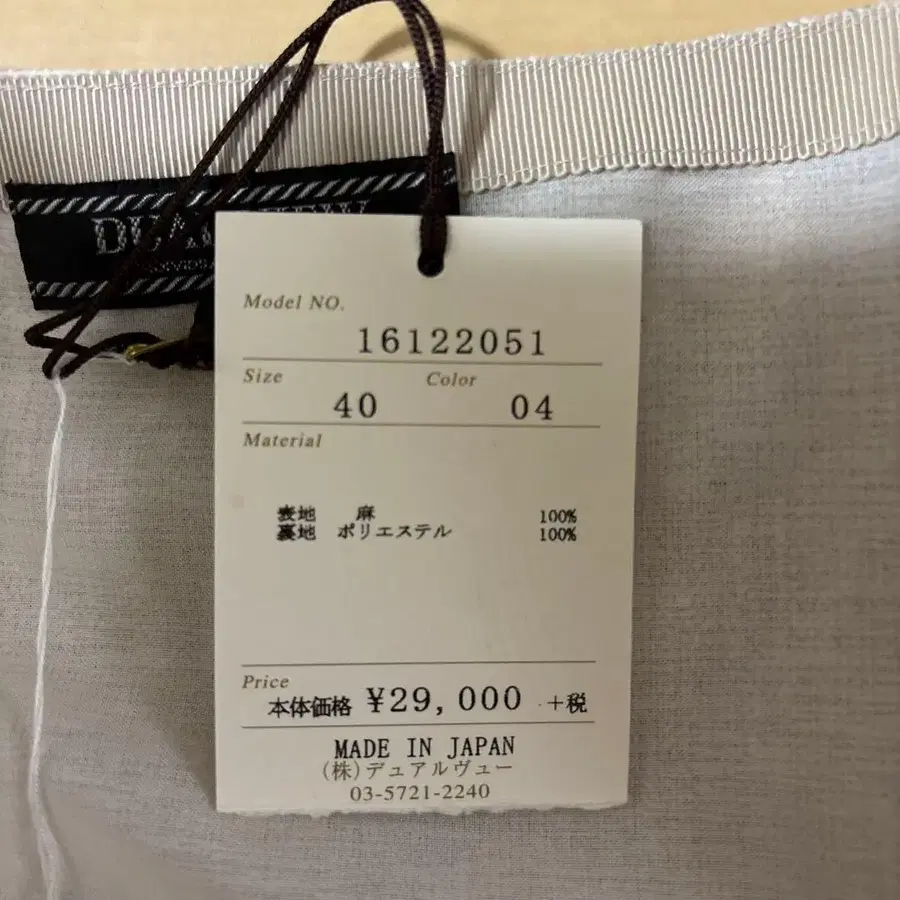 Model NO.
16122051
Size Color
40 04
Material
表地 麻 100%
裏地 ポリエステル 100%
Price
本体価格 ¥29,000 +税
MADE IN JAPAN
(株)デュアルヴュー
03-5721-2240